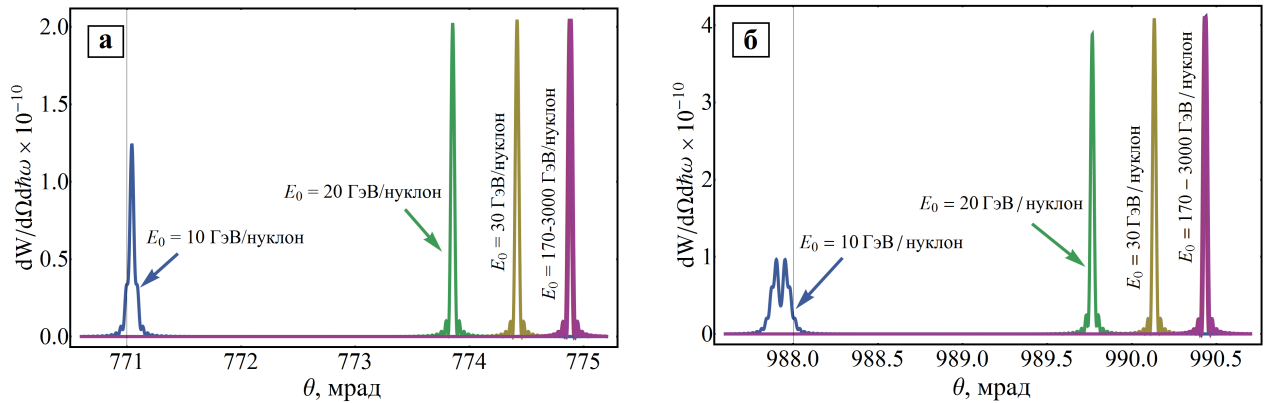 а
dW/dΩdħω × 10⁻¹⁰
2.0
1.5
1.0
0.5
0.0
E₀ = 10 ГэВ/нуклон
E₀ = 20 ГэВ/нуклон
E₀ = 30 ГэВ/нуклон
E₀ = 170-3000 ГэВ/нуклон
771 772 773 774 775
θ, мрад
б
dW/dΩdħω × 10⁻¹⁰
4
3
2
1
0
E₀ = 10 ГэВ/нуклон
E₀ = 20 ГэВ/нуклон
E₀ = 30 ГэВ/нуклон
E₀ = 170 – 3000 ГэВ/нуклон
988.0 988.5 989.0 989.5 990.0 990.5
θ, мрад